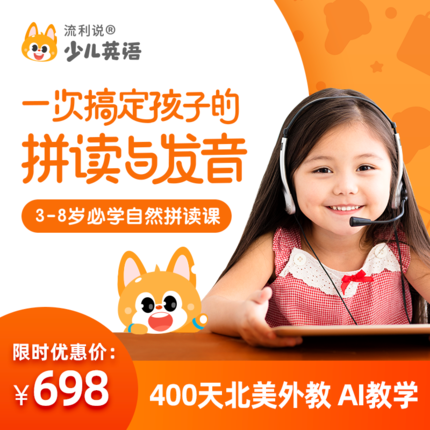 流利说®
少儿英语
一次搞定孩子的
拼读与发音
3-8岁必学自然拼读课
限时优惠价：
￥698
400天北美外教 AI教学